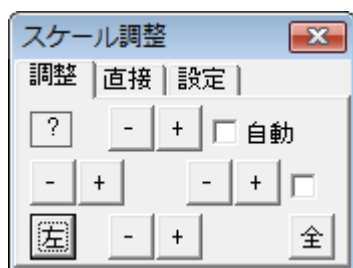 スケール調整
調整 直接 設定
? - + 自動
- + - +
左 - + 全